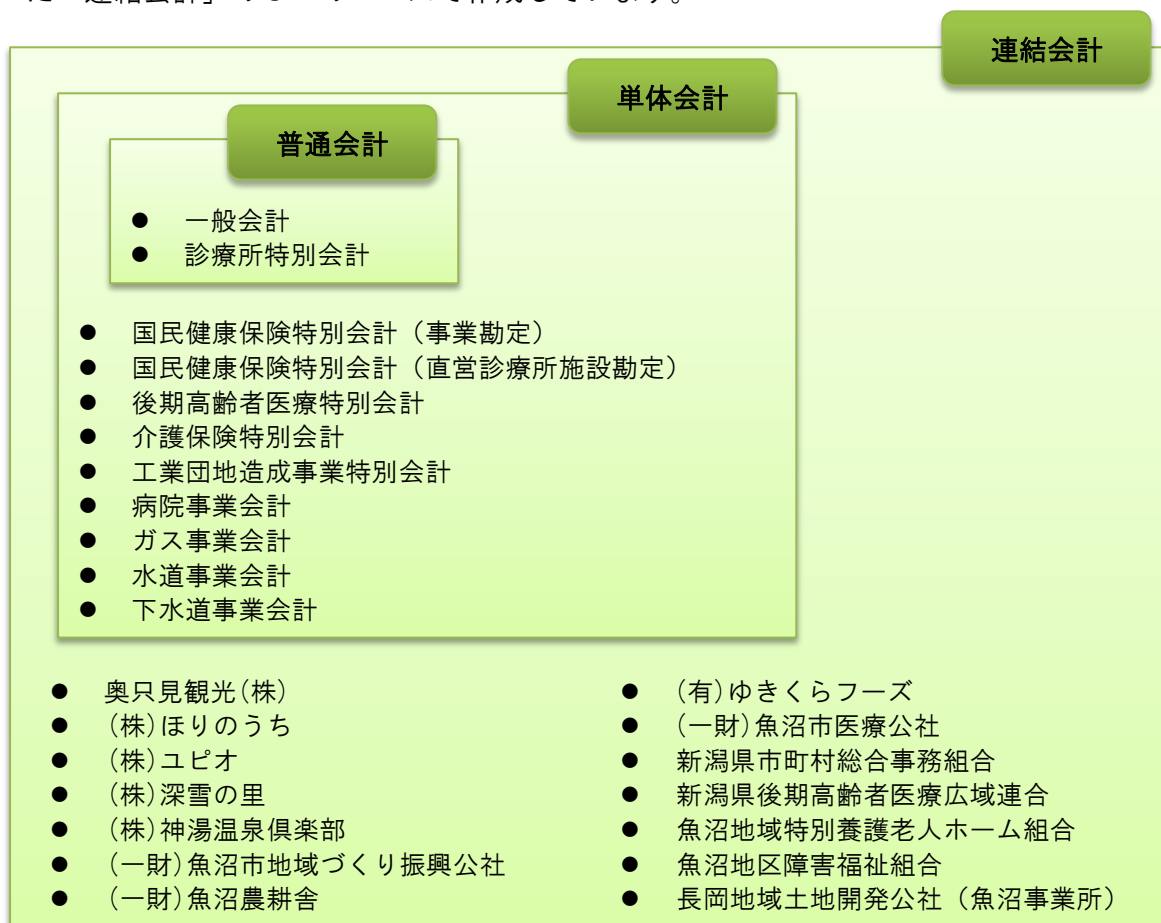 連結会計
単体会計
普通会計
● 一般会計
● 診療所特別会計
● 国民健康保険特別会計（事業勘定）
● 国民健康保険特別会計（直営診療所施設勘定）
● 後期高齢者医療特別会計
● 介護保険特別会計
● 工業団地造成事業特別会計
● 病院事業会計
● ガス事業会計
● 水道事業会計
● 下水道事業会計
● 奥只見観光(株)
● (株)ほりのうち
● (株)ユピオ
● (株)深雪の里
● (株)神湯温泉倶楽部
● (一財)魚沼市地域づくり振興公社
● (一財)魚沼農耕舎
● (有)ゆきくらフーズ
● (一財)魚沼市医療公社
● 新潟県市町村総合事務組合
● 新潟県後期高齢者医療広域連合
● 魚沼地域特別養護老人ホーム組合
● 魚沼地区障害福祉組合
● 長岡地域土地開発公社（魚沼事業所）